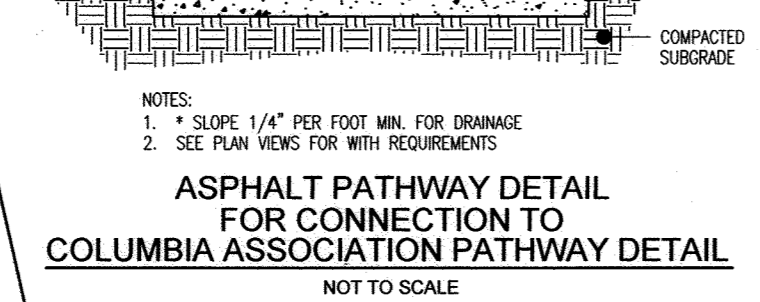 COMPACTED
SUBGRADE
NOTES:
1. * SLOPE 1/4" PER FOOT MIN. FOR DRAINAGE
2. SEE PLAN VIEWS FOR WITH REQUIREMENTS
ASPHALT PATHWAY DETAIL
FOR CONNECTION TO
COLUMBIA ASSOCIATION PATHWAY DETAIL
NOT TO SCALE